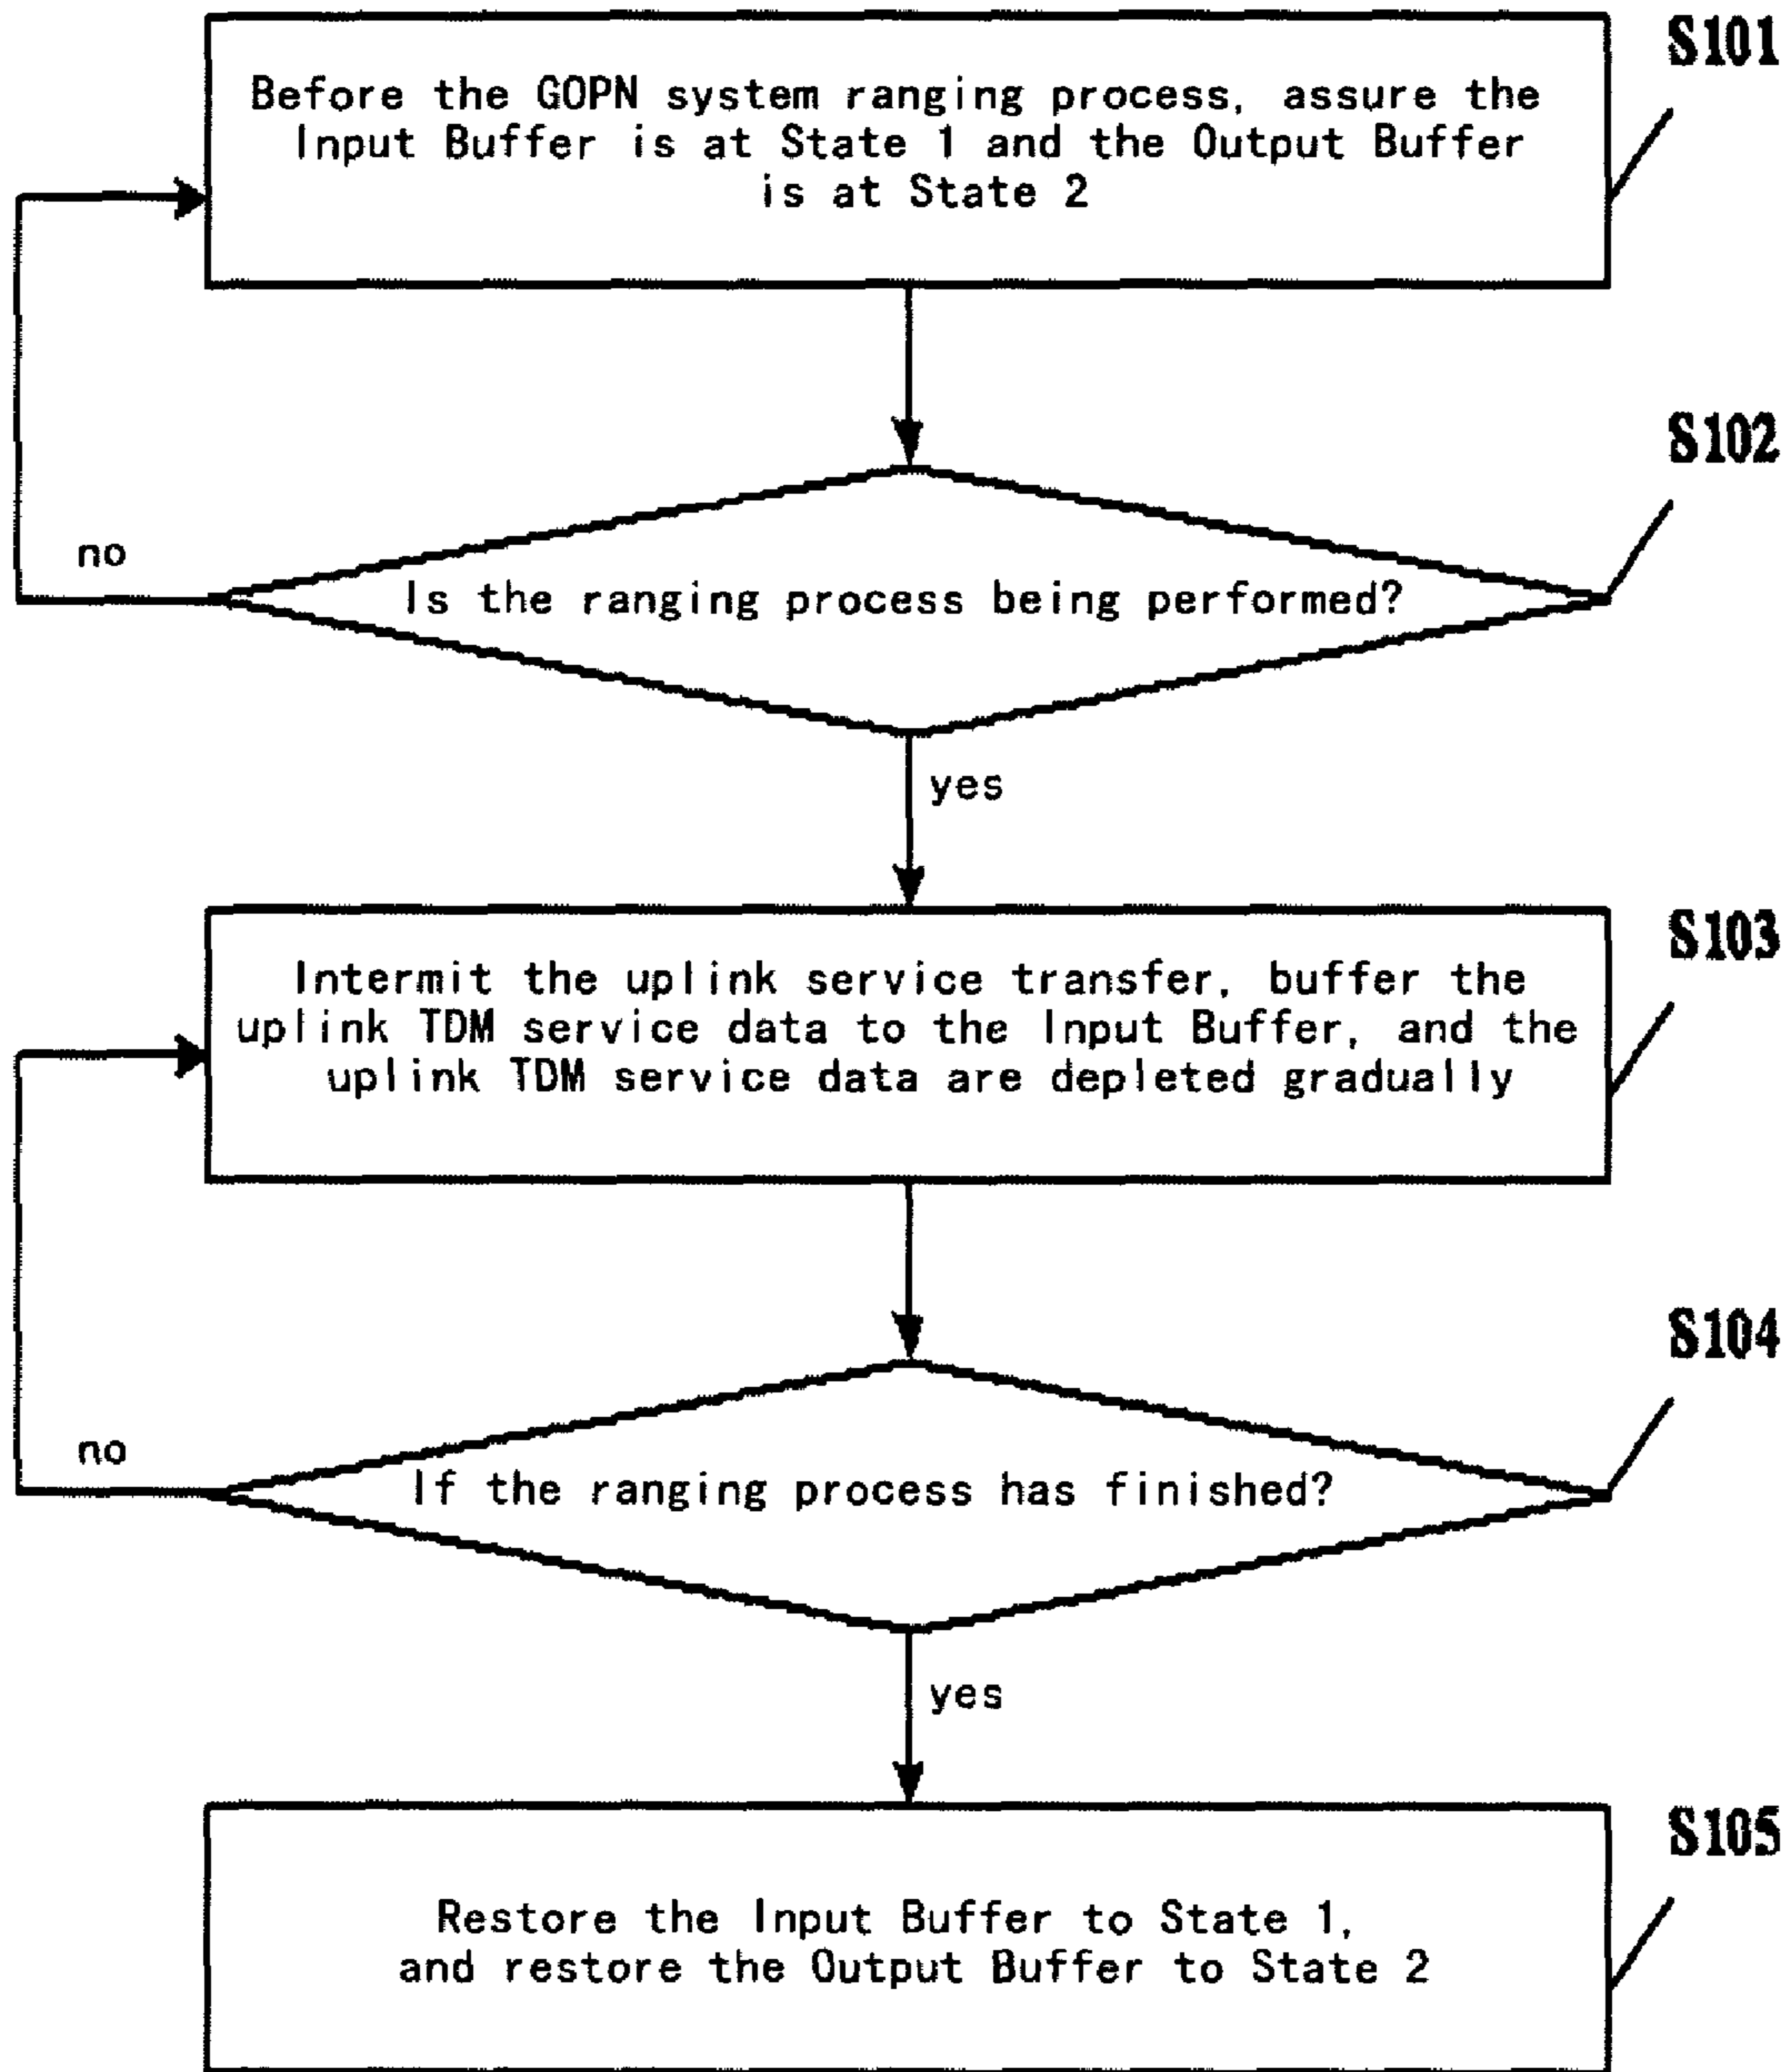 S101
Before the GOPN system ranging process, assure the
Input Buffer is at State 1 and the Output Buffer
is at State 2
S102
no
Is the ranging process being performed?
yes
S103
Intermit the uplink service transfer, buffer the
uplink TDM service data to the Input Buffer, and the
uplink TDM service data are depleted gradually
S104
no
If the ranging process has finished?
yes
S105
Restore the Input Buffer to State 1,
and restore the Output Buffer to State 2